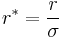 r* = r/σ